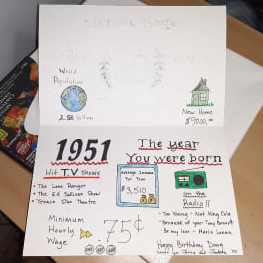 World
Population
2.58 Billion
New Home
$9000.00
1951
The year
You were born
Hit T.V Shows
• The Lone Ranger
• The Ed Sullivan Show
• Texaco Star Theatre
Average Income
Per Year
$3,510
on the
Radio!!
Too Young - Nat King Cole
Because of you - Tony Bennett
Be my love - Mario Lanza
Minimum
Hourly
Wage
.75¢
Happy Birthday Doug